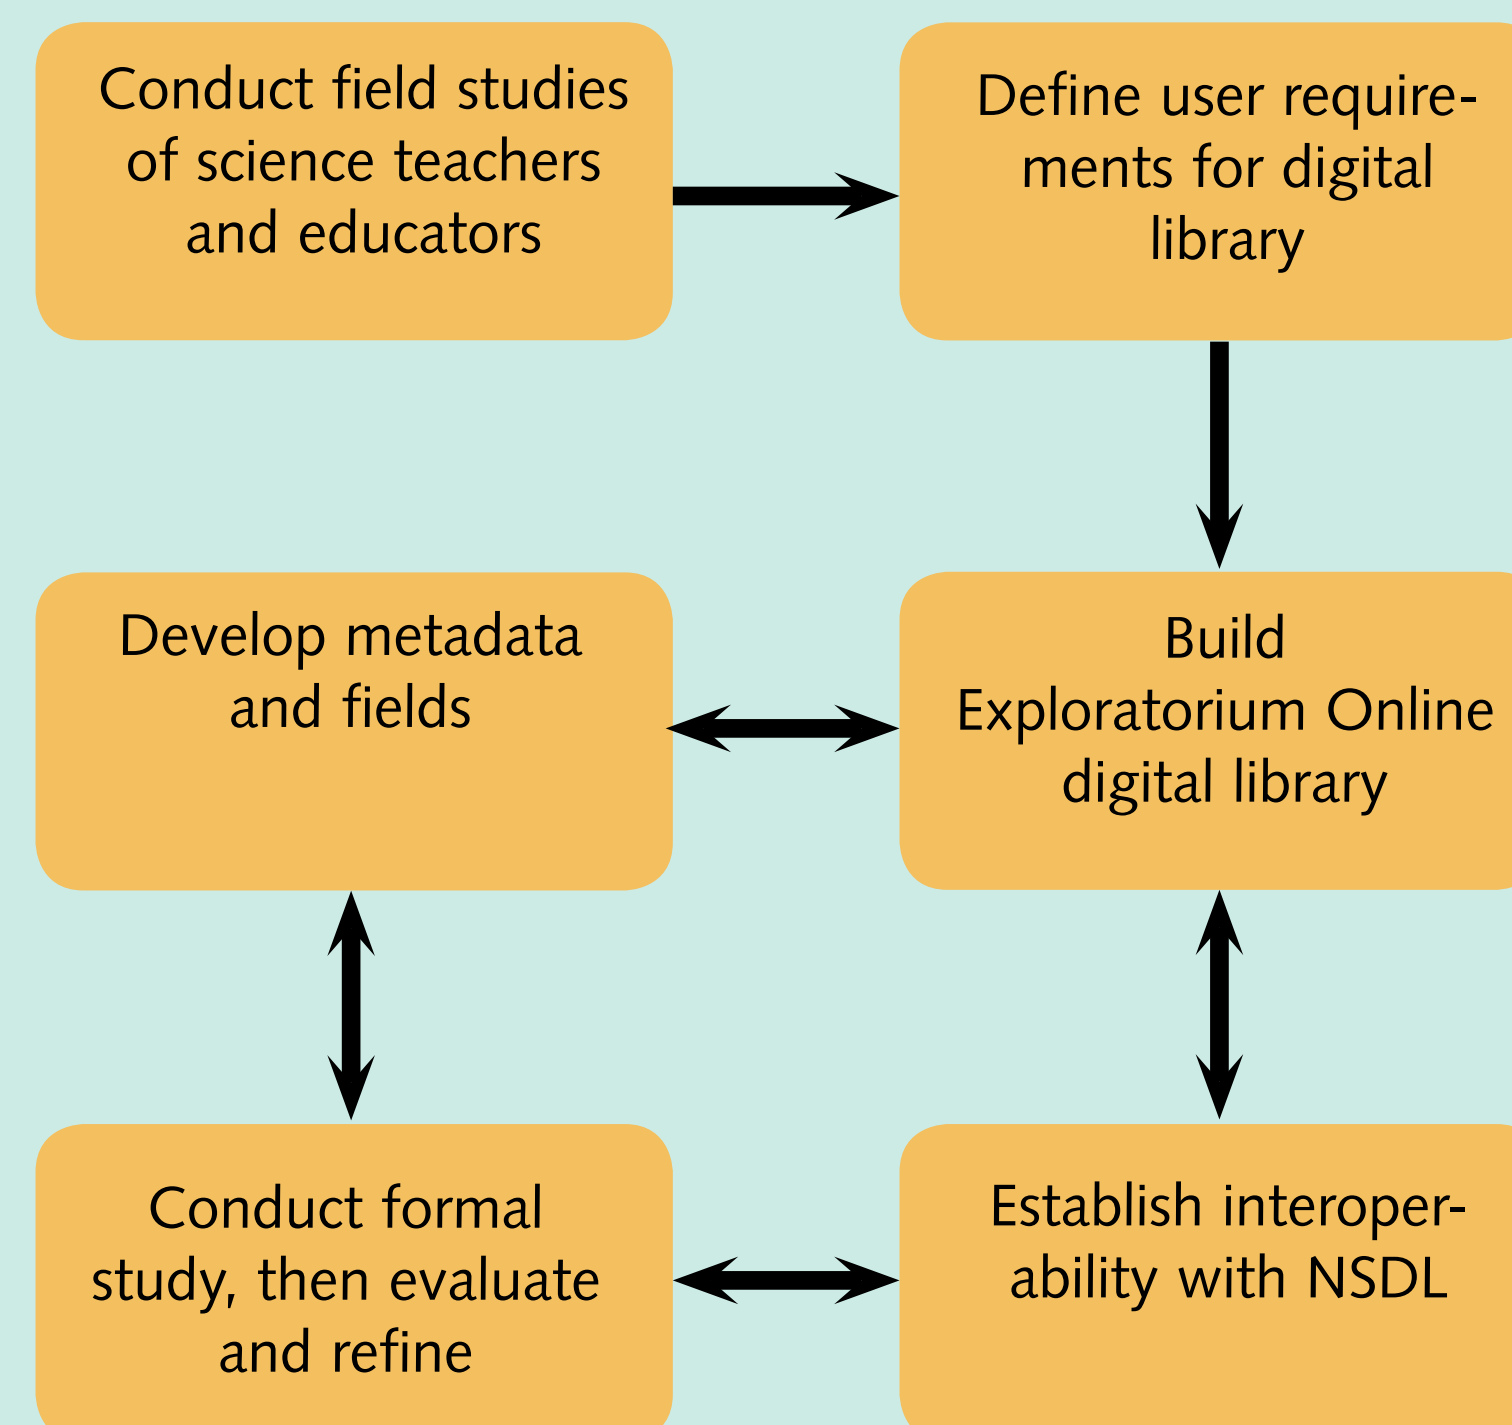 Conduct field studies
of science teachers
and educators
Define user require-
ments for digital
library
Develop metadata
and fields
Build
Exploratorium Online
digital library
Conduct formal
study, then evaluate
and refine
Establish interoper-
ability with NSDL